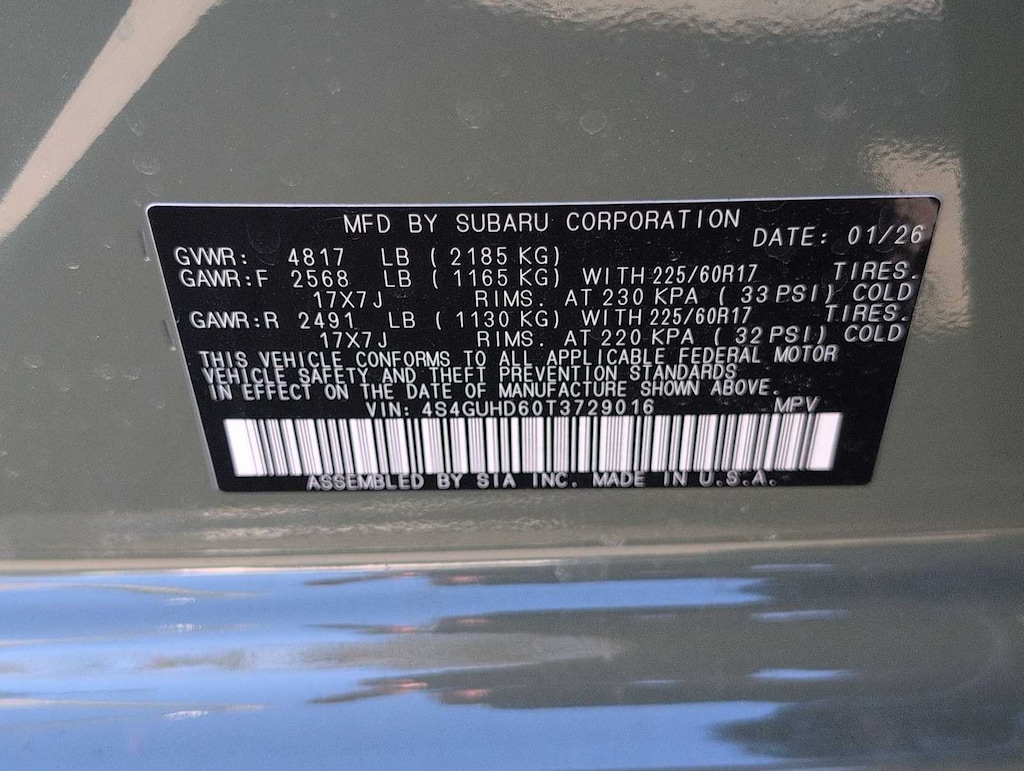 MFD BY SUBARU CORPORATION
DATE: 01/26
GVWR: 4817 LB ( 2185 KG)
GAWR:F 2568 LB ( 1165 KG) WITH 225/60R17 TIRES.
17X7J RIMS. AT 230 KPA ( 33 PSI) COLD
GAWR:R 2491 LB ( 1130 KG) WITH 225/60R17 TIRES.
17X7J RIMS. AT 220 KPA ( 32 PSI) COLD
THIS VEHICLE CONFORMS TO ALL APPLICABLE FEDERAL MOTOR
VEHICLE SAFETY AND THEFT PREVENTION STANDARDS
IN EFFECT ON THE DATE OF MANUFACTURE SHOWN ABOVE.
VIN: 4S4GUHD60T3729016 MPV
ASSEMBLED BY SIA INC. MADE IN U.S.A.